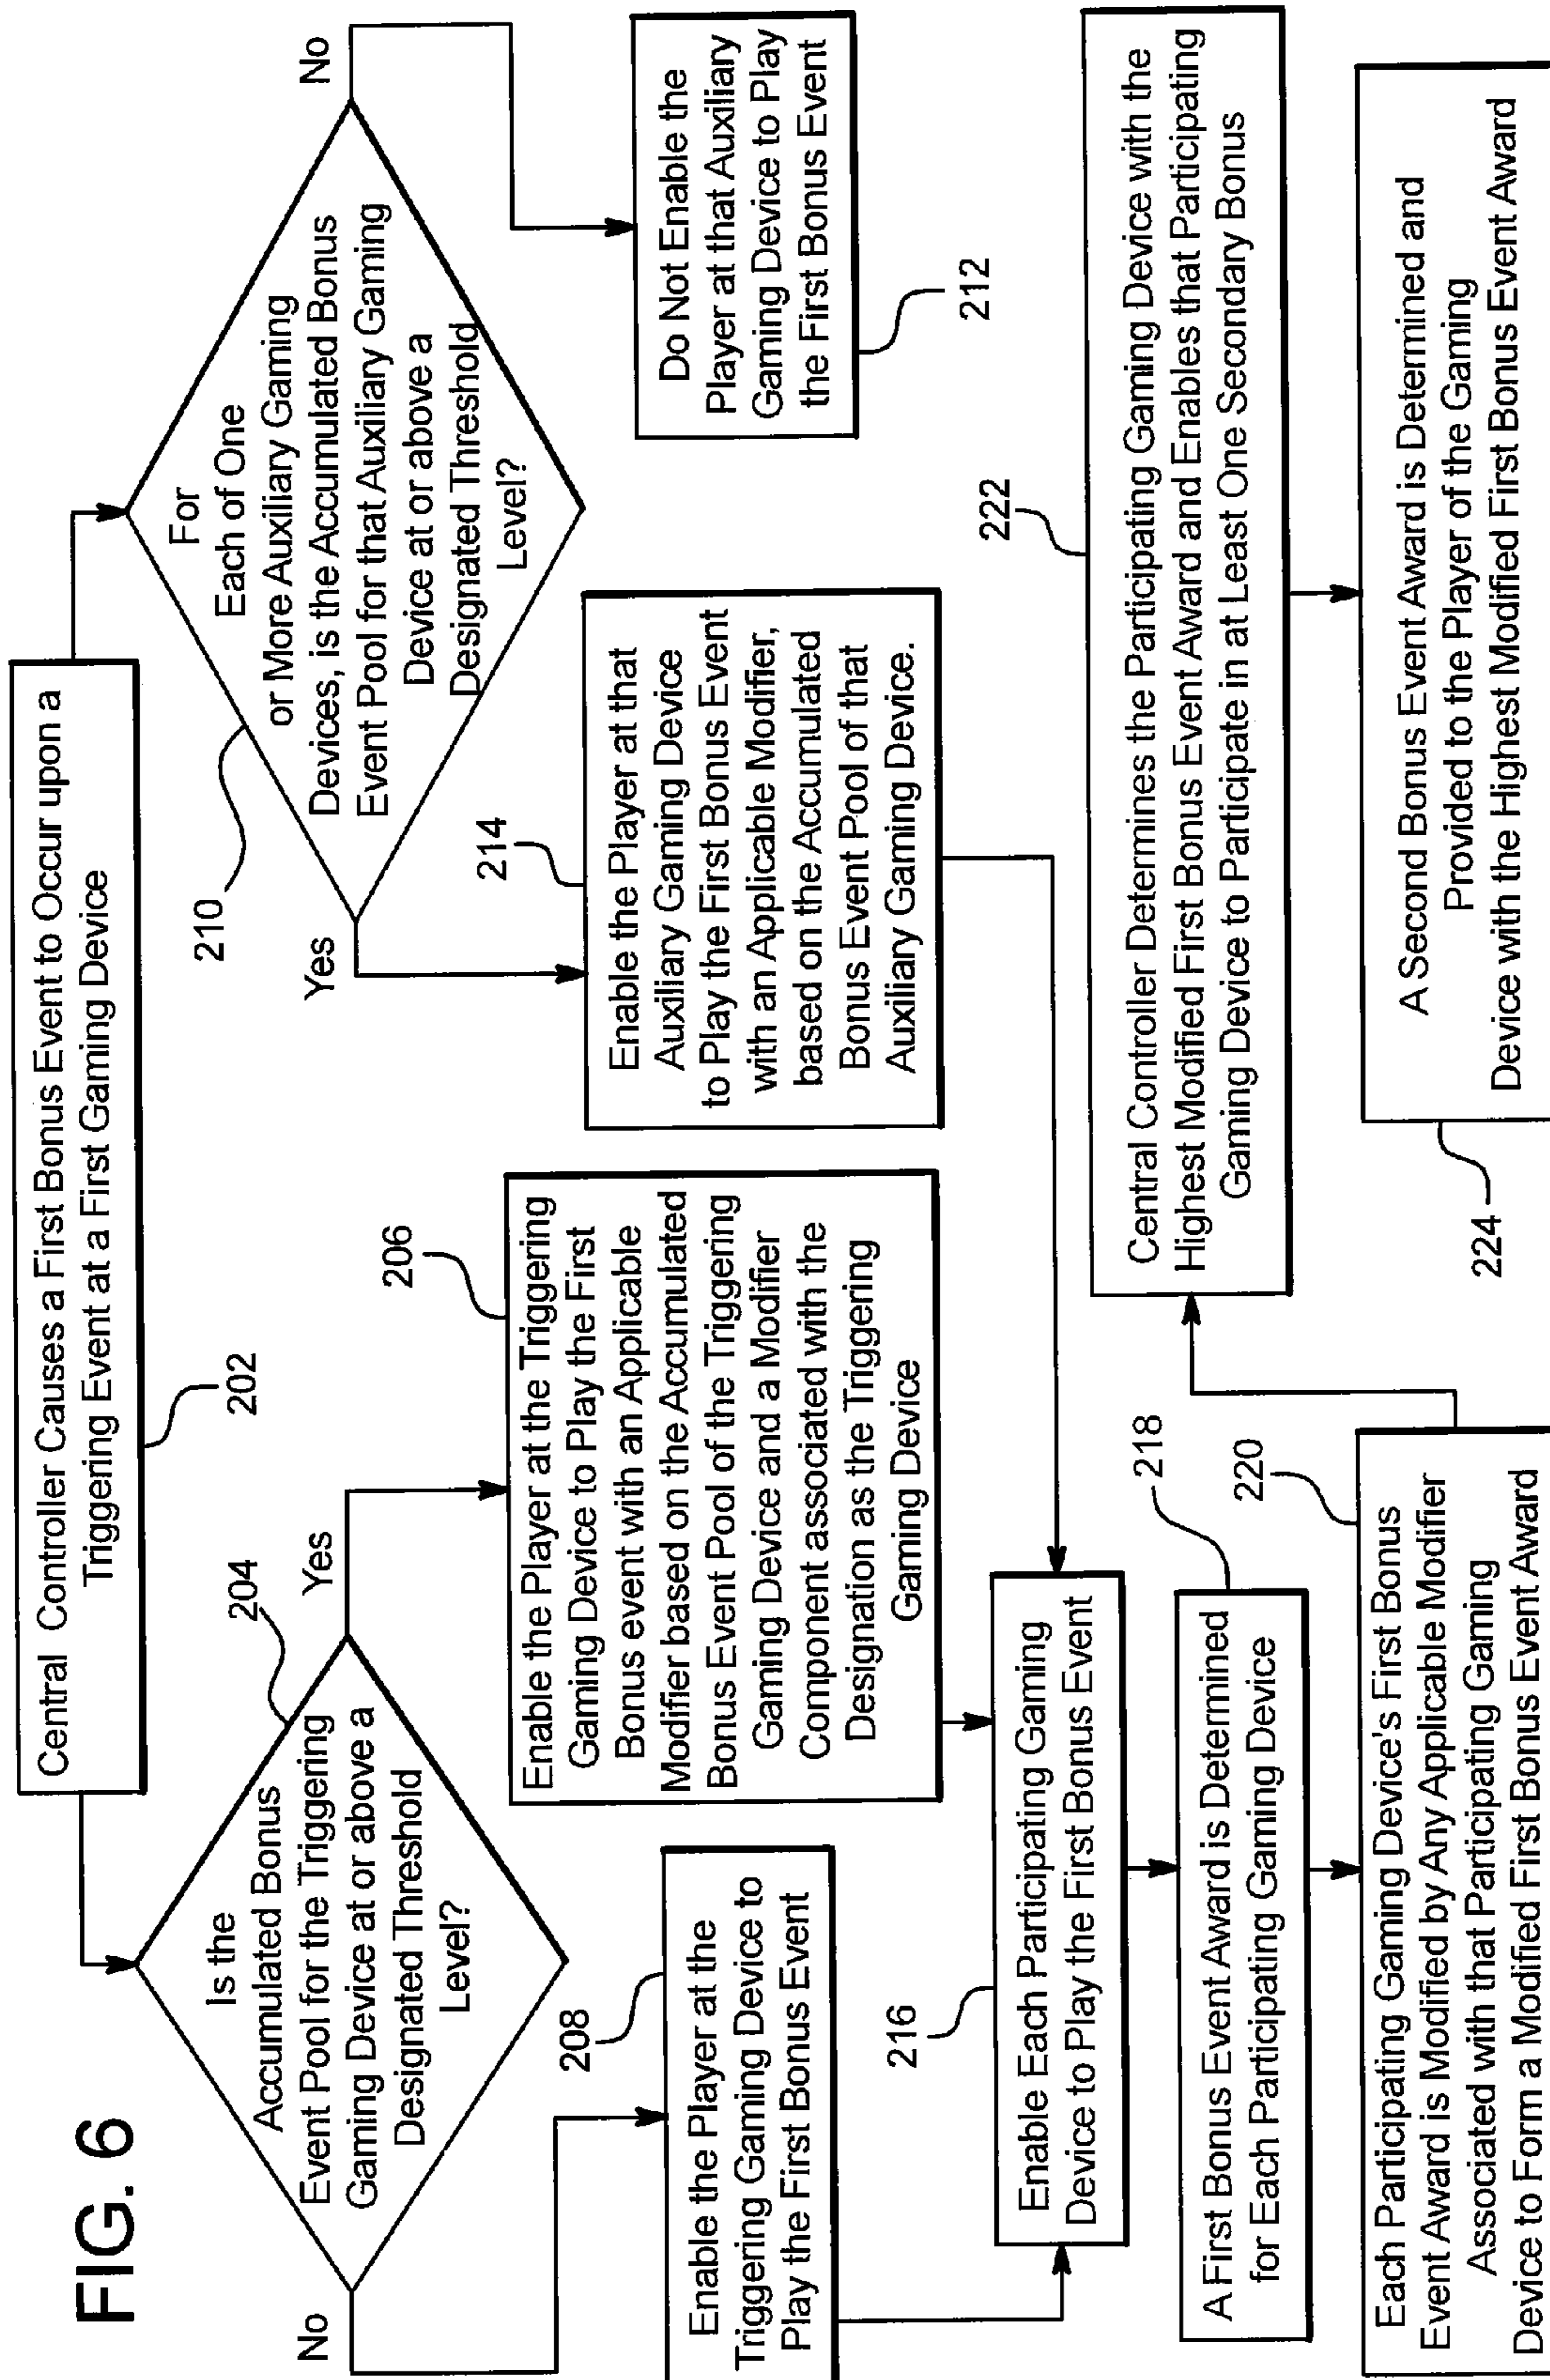 FIG. 6
Central Controller Causes a First Bonus Event to Occur upon a
Triggering Event at a First Gaming Device
202
Is the
Accumulated Bonus
Event Pool for the Triggering
Gaming Device at or above a
Designated Threshold
Level?
204
No
Yes
208
Enable the Player at the
Triggering Gaming Device to
Play the First Bonus Event
206
Enable the Player at the Triggering
Gaming Device to Play the First
Bonus event with an Applicable
Modifier based on the Accumulated
Bonus Event Pool of the Triggering
Gaming Device and a Modifier
Component associated with the
Designation as the Triggering
Gaming Device
210
For
Each of One
or More Auxiliary Gaming
Devices, is the Accumulated Bonus
Event Pool for that Auxiliary Gaming
Device at or above a
Designated Threshold
Level?
Yes
No
214
Enable the Player at that
Auxiliary Gaming Device
to Play the First Bonus Event
with an Applicable Modifier,
based on the Accumulated
Bonus Event Pool of that
Auxiliary Gaming Device.
Do Not Enable the
Player at that Auxiliary
Gaming Device to Play
the First Bonus Event
212
216
Enable Each Participating Gaming
Device to Play the First Bonus Event
218
A First Bonus Event Award is Determined
for Each Participating Gaming Device
220
Each Participating Gaming Device's First Bonus
Event Award is Modified by Any Applicable Modifier
Associated with that Participating Gaming
Device to Form a Modified First Bonus Event Award
222
Central Controller Determines the Participating Gaming Device with the
Highest Modified First Bonus Event Award and Enables that Participating
Gaming Device to Participate in at Least One Secondary Bonus
224
A Second Bonus Event Award is Determined and
Provided to the Player of the Gaming
Device with the Highest Modified First Bonus Event Award